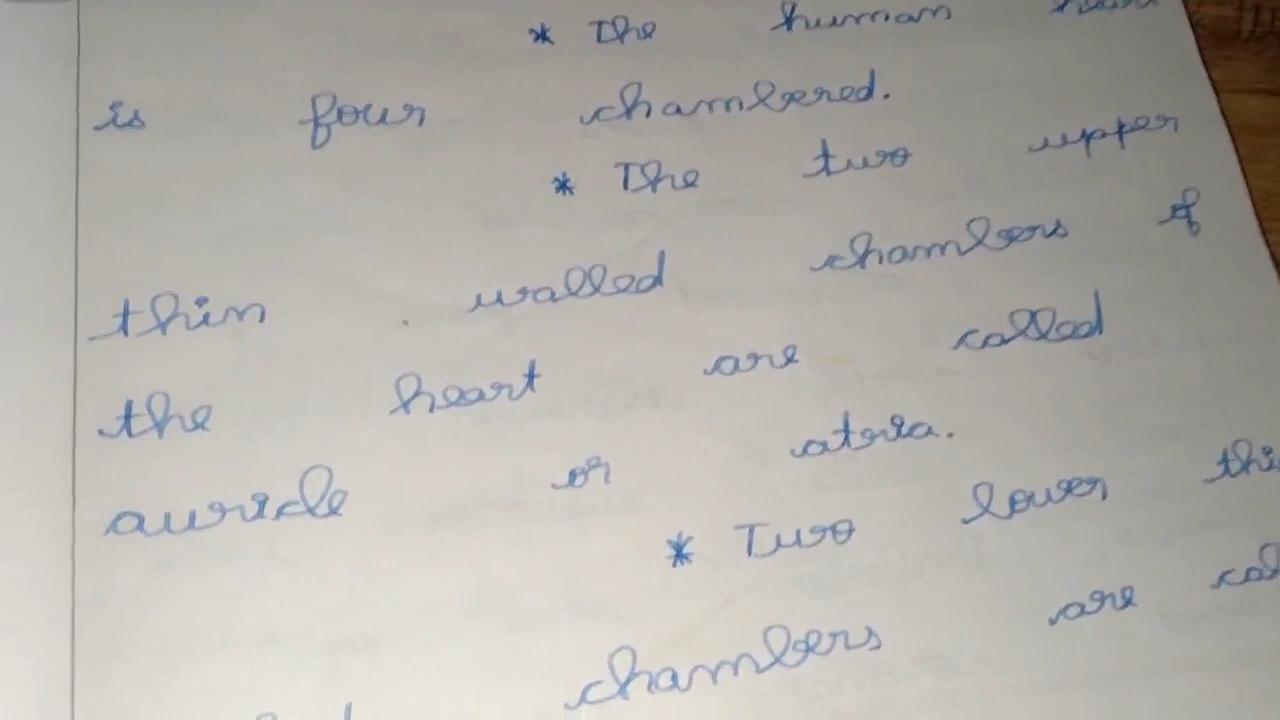 * The human
is four chambered.
* The two upper
thin walled chambers of
the heart are called
auricle or atria.
* Two lower
chambers are